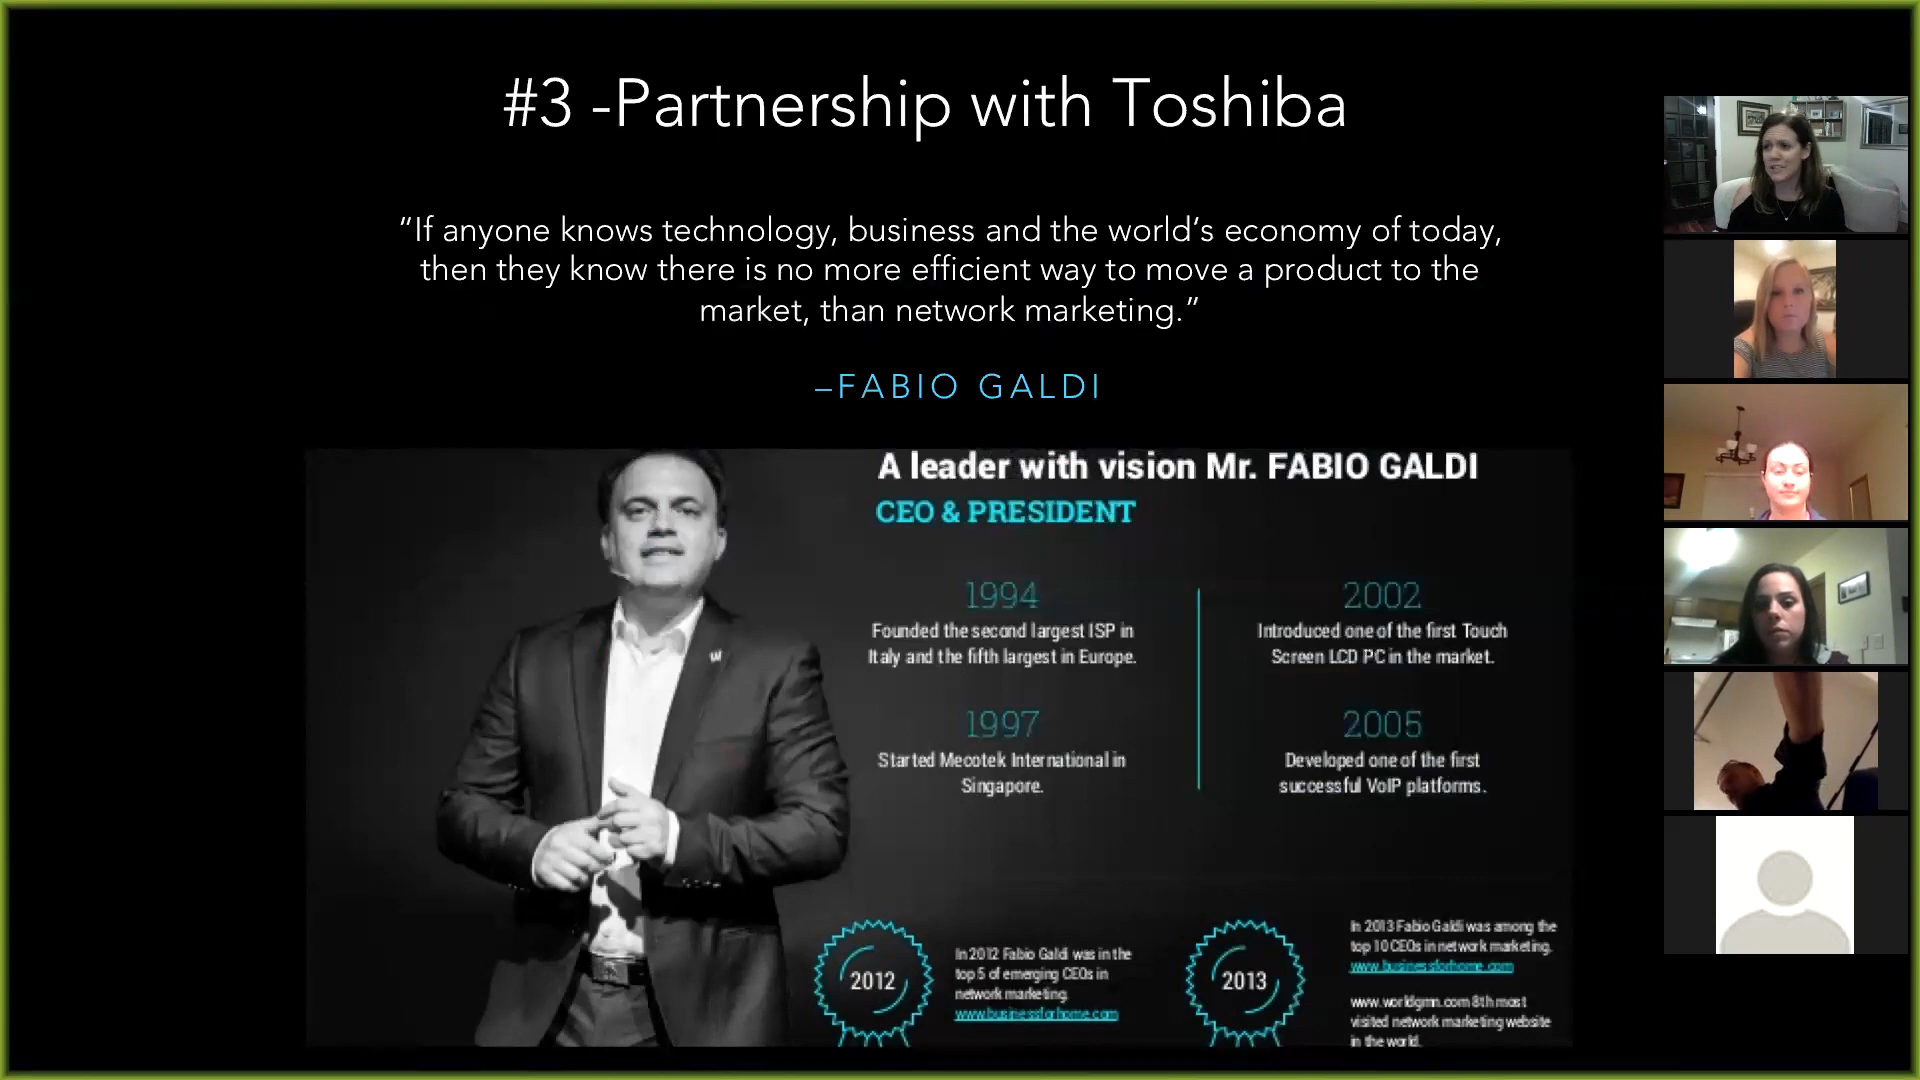 #3 -Partnership with Toshiba
“If anyone knows technology, business and the world’s economy of today,
then they know there is no more efficient way to move a product to the
market, than network marketing.”
–FABIO GALDI
A leader with vision Mr. FABIO GALDI
CEO & PRESIDENT
1994
Founded the second largest ISP in
Italy and the fifth largest in Europe.
2002
Introduced one of the first Touch
Screen LCD PC in the market.
1997
Started Mecotek International in
Singapore.
2005
Developed one of the first
successful VoIP platforms.
2012
In 2012 Fabio Galdi was in the
top 5 of emerging CEOs in
network marketing.
www.businessforhome.com
2013
In 2013 Fabio Galdi was among the
top 10 CEOs in network marketing.
www.businessforhome.com
www.worldgmn.com 8th most
visited network marketing website
in the world.